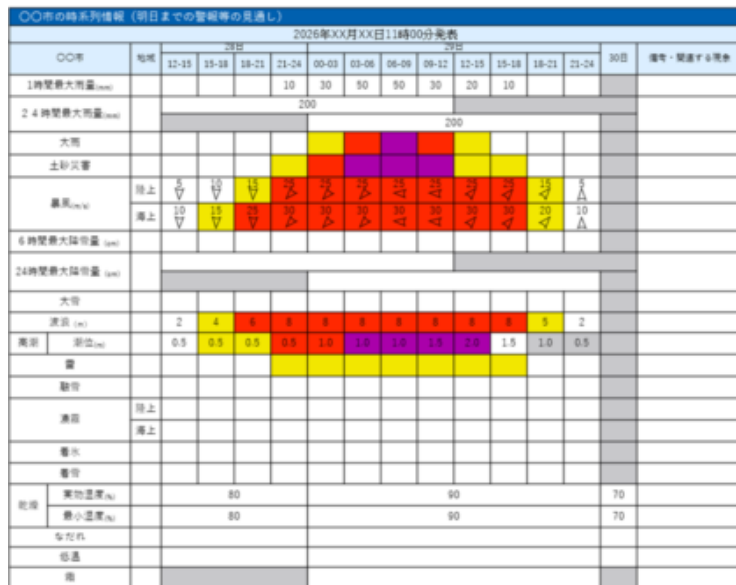 〇〇市の時系列情報（明日までの警報等の見通し）
2026年XX月XX日11時00分発表
〇〇市 地域 28日 29日 30日 備考・関連する現象
12-15 15-18 18-21 21-24 00-03 03-06 06-09 09-12 12-15 15-18 18-21 21-24
1時間最大雨量(mm) 10 30 50 50 30 20 10
24時間最大雨量(mm) 200
200
大雨
土砂災害
暴風(m/s) 陸上 5 10 15 25 25 25 25 25 25 25 15 5
海上 10 15 25 30 30 30 30 30 30 30 20 10
6時間最大降雪量(cm)
24時間最大降雪量(cm)
大雪
波浪(m) 2 4 6 8 8 8 8 8 8 8 5 2
高潮 潮位(m) 0.5 0.5 0.5 0.5 1.0 1.0 1.0 1.5 2.0 1.5 1.0 0.5
雷
融雪
濃霧 陸上
海上
着氷
着雪
乾燥 実効湿度(%) 80 90 70
最小湿度(%) 80 90 70
なだれ
低温
霜